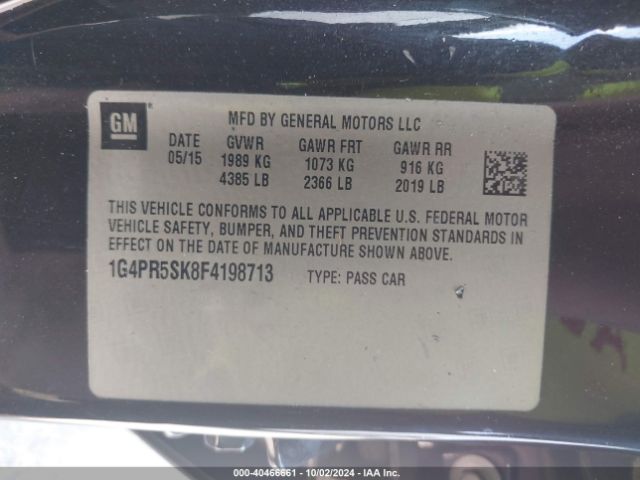 GM
MFD BY GENERAL MOTORS LLC
DATE GVWR GAWR FRT GAWR RR
05/15 1989 KG 1073 KG 916 KG
4385 LB 2366 LB 2019 LB
THIS VEHICLE CONFORMS TO ALL APPLICABLE U.S. FEDERAL MOTOR
VEHICLE SAFETY, BUMPER, AND THEFT PREVENTION STANDARDS IN
EFFECT ON THE DATE OF MANUFACTURE SHOWN ABOVE.
1G4PR5SK8F4198713 TYPE: PASS CAR
000-40466661 - 10/02/2024 - IAAI.COM